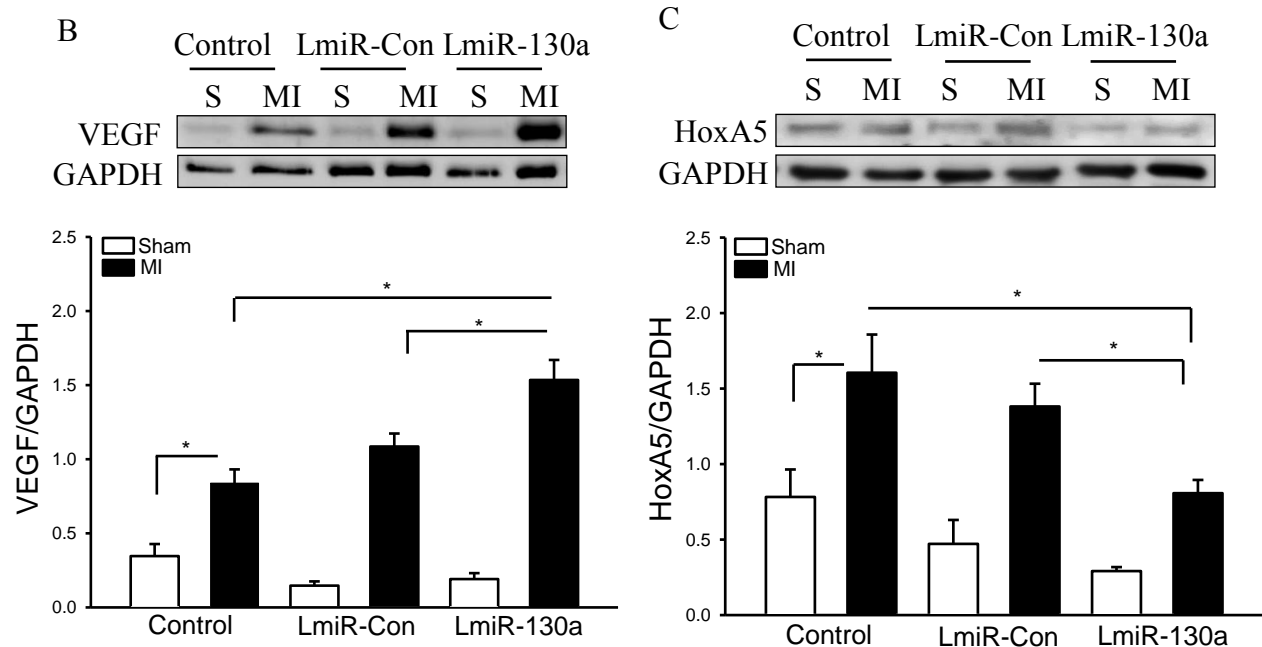 B
Control LmiR-Con LmiR-130a
S MI S MI S MI
VEGF
GAPDH
2.5
2.0
1.5
1.0
0.5
0.0
VEGF/GAPDH
Sham
MI
*
*
*
Control LmiR-Con LmiR-130a
C
Control LmiR-Con LmiR-130a
S MI S MI S MI
HoxA5
GAPDH
2.5
2.0
1.5
1.0
0.5
0.0
HoxA5/GAPDH
Sham
MI
*
*
*
Control LmiR-Con LmiR-130a